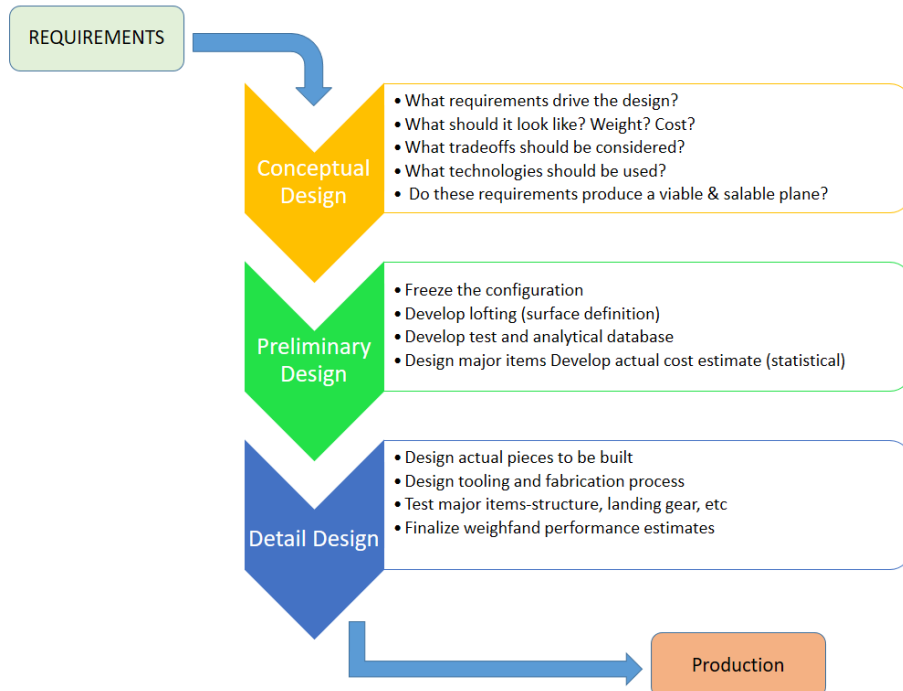 REQUIREMENTS
• What requirements drive the design?
• What should it look like? Weight? Cost?
• What tradeoffs should be considered?
• What technologies should be used?
• Do these requirements produce a viable & salable plane?
Conceptual
Design
• Freeze the configuration
• Develop lofting (surface definition)
• Develop test and analytical database
• Design major items Develop actual cost estimate (statistical)
Preliminary
Design
• Design actual pieces to be built
• Design tooling and fabrication process
• Test major items-structure, landing gear, etc
• Finalize weighfand performance estimates
Detail Design
Production